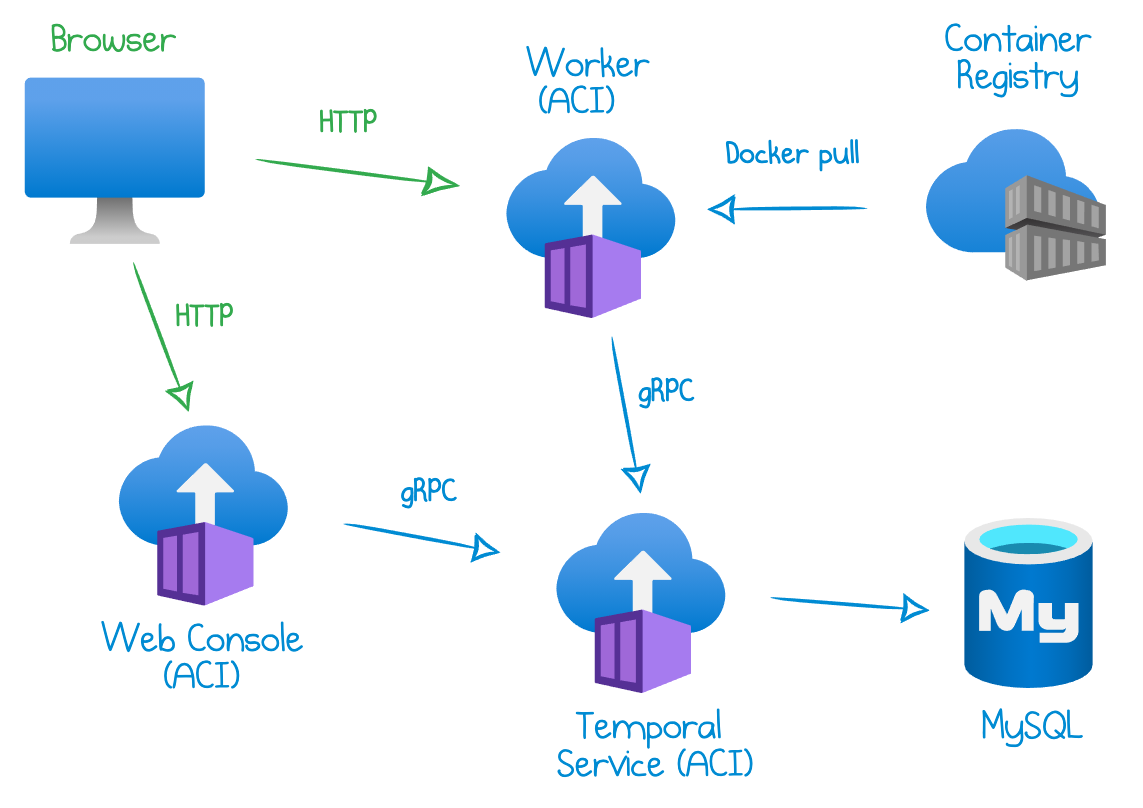 Browser
Worker
(ACI)
Container
Registry
HTTP
Docker pull
HTTP
gRPC
gRPC
Web Console
(ACI)
My
Temporal
Service (ACI)
MySQL